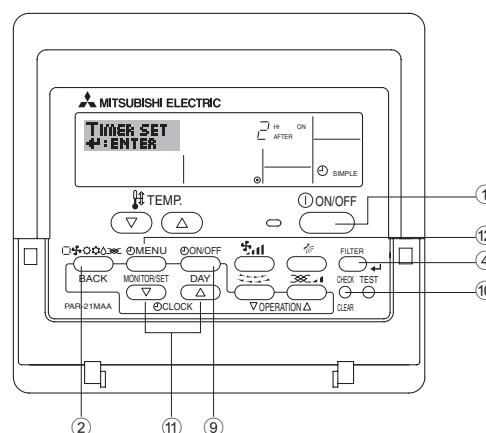 MITSUBISHI ELECTRIC
TIMER SET
:ENTER
2 Hr ON
AFTER
SIMPLE
TEMP.
ON/OFF
①
MENU ON/OFF FILTER
⑫
④
BACK MONITOR/SET DAY CHECK TEST
⑩
PAR-21MAA CLOCK OPERATION CLEAR
② ⑪ ⑨